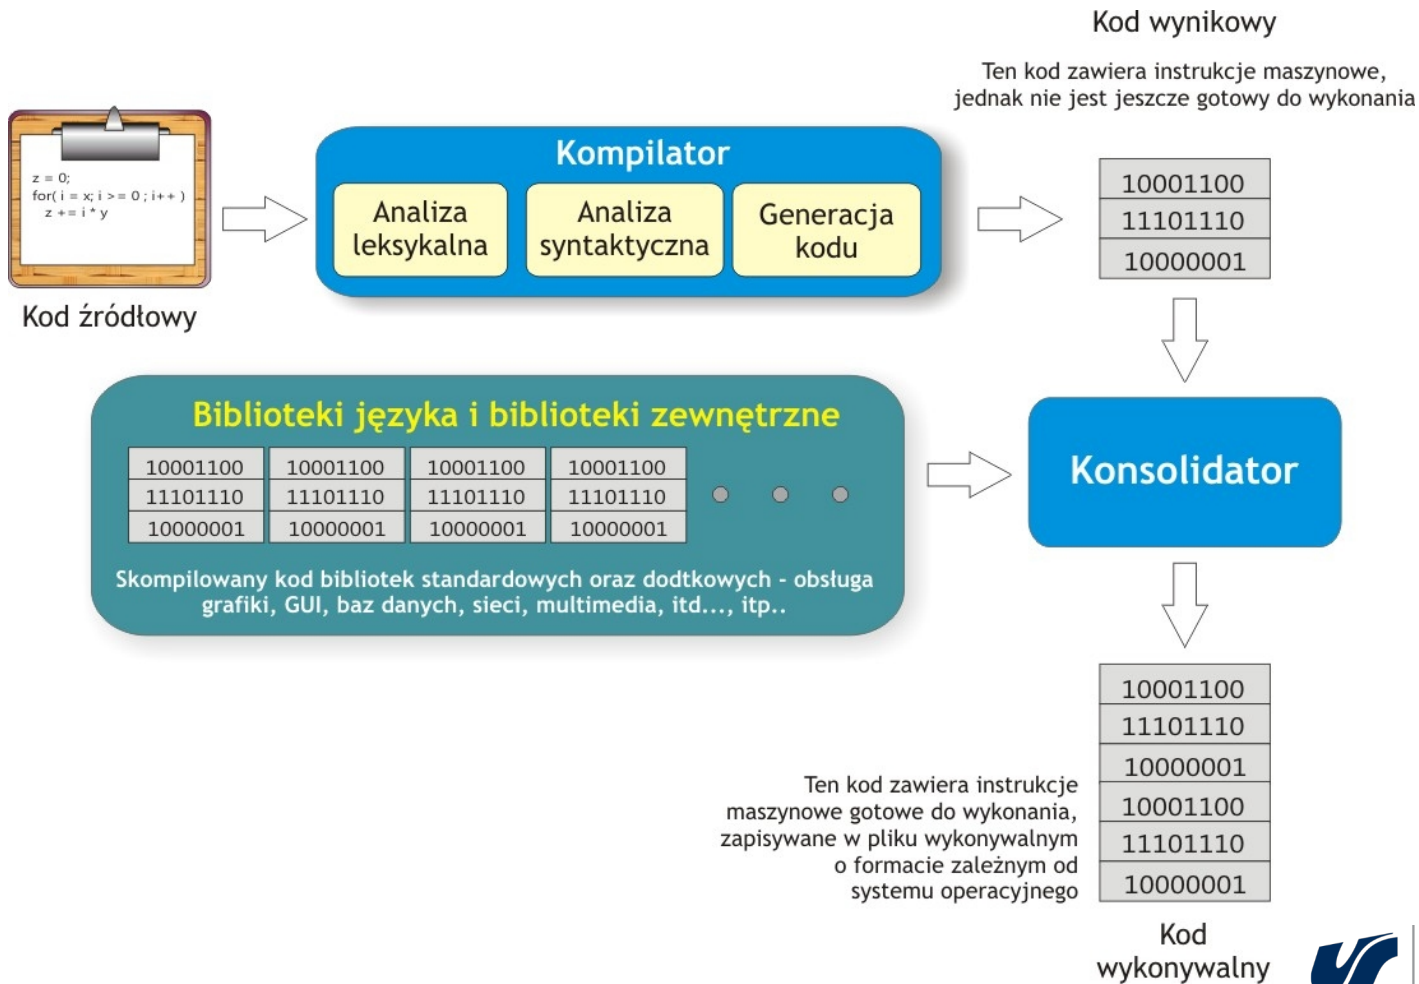 Kod wynikowy
Ten kod zawiera instrukcje maszynowe,
jednak nie jest jeszcze gotowy do wykonania
z = 0;
for( i = x; i >= 0 ; i++ )
z += i * y
Kod źródłowy
Kompilator
Analiza
leksykalna
Analiza
syntaktyczna
Generacja
kodu
10001100
11101110
10000001
Biblioteki języka i biblioteki zewnętrzne
10001100 10001100 10001100 10001100
11101110 11101110 11101110 11101110
10000001 10000001 10000001 10000001
Skompilowany kod bibliotek standardowych oraz dodtkowych - obsługa
grafiki, GUI, baz danych, sieci, multimedia, itd..., itp..
Konsolidator
10001100
11101110
10000001
10001100
11101110
10000001
Ten kod zawiera instrukcje
maszynowe gotowe do wykonania,
zapisywane w pliku wykonywalnym
o formacie zależnym od
systemu operacyjnego
Kod
wykonywalny